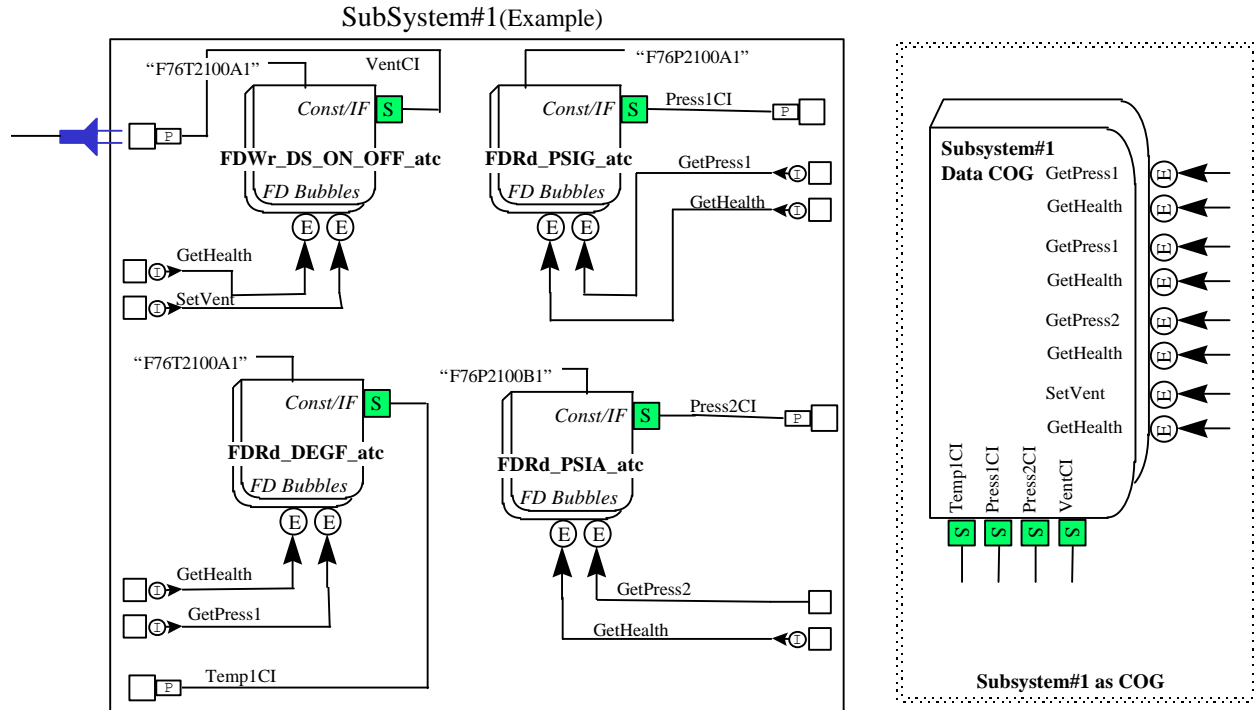 SubSystem#1(Example)
“F76T2100A1”
VentCI
Const/IF
S
P
FDWr_DS_ON_OFF_atc
FD Bubbles
E
E
GetHealth
I
SetVent
I
“F76P2100A1”
Const/IF
S
Press1CI
P
FDRd_PSIG_atc
GetPress1
I
FD Bubbles
GetHealth
I
E
E
“F76T2100A1”
Const/IF
S
FDRd_DEGF_atc
FD Bubbles
E
E
GetHealth
I
GetPress1
I
Temp1CI
P
“F76P2100B1”
Const/IF
S
Press2CI
P
FDRd_PSIA_atc
FD Bubbles
E
E
GetPress2
GetHealth
I
Subsystem#1
Data COG
GetPress1
E
GetHealth
E
GetPress1
E
GetHealth
E
GetPress2
E
GetHealth
E
SetVent
E
GetHealth
E
Temp1CI
Press1CI
Press2CI
VentCI
S
S
S
S
Subsystem#1 as COG